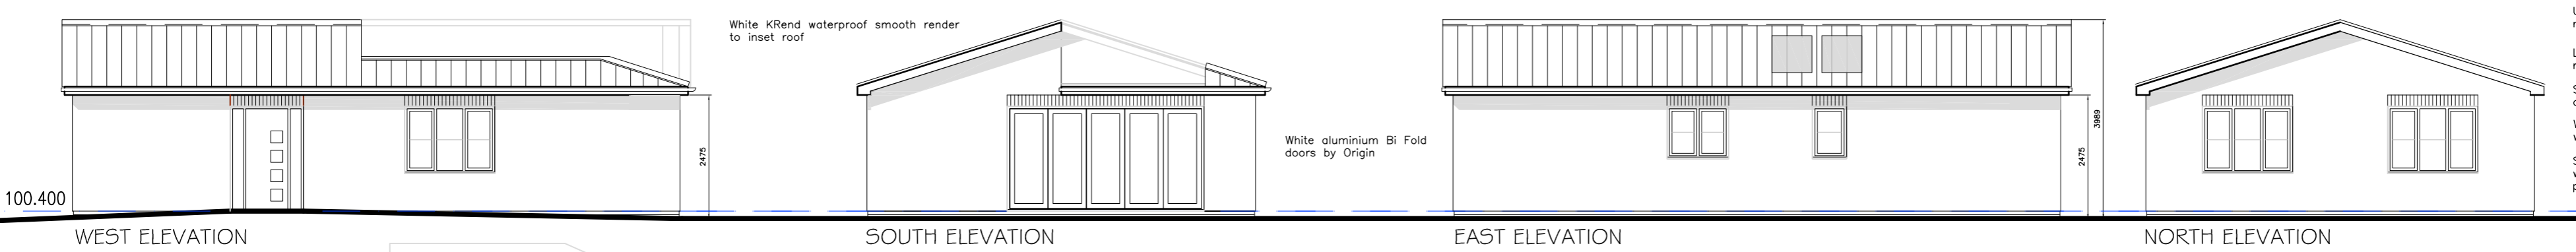 White KRend waterproof smooth render
to inset roof
White aluminium Bi Fold
doors by Origin
2475
2475
3989
100.400
WEST ELEVATION
SOUTH ELEVATION
EAST ELEVATION
NORTH ELEVATION